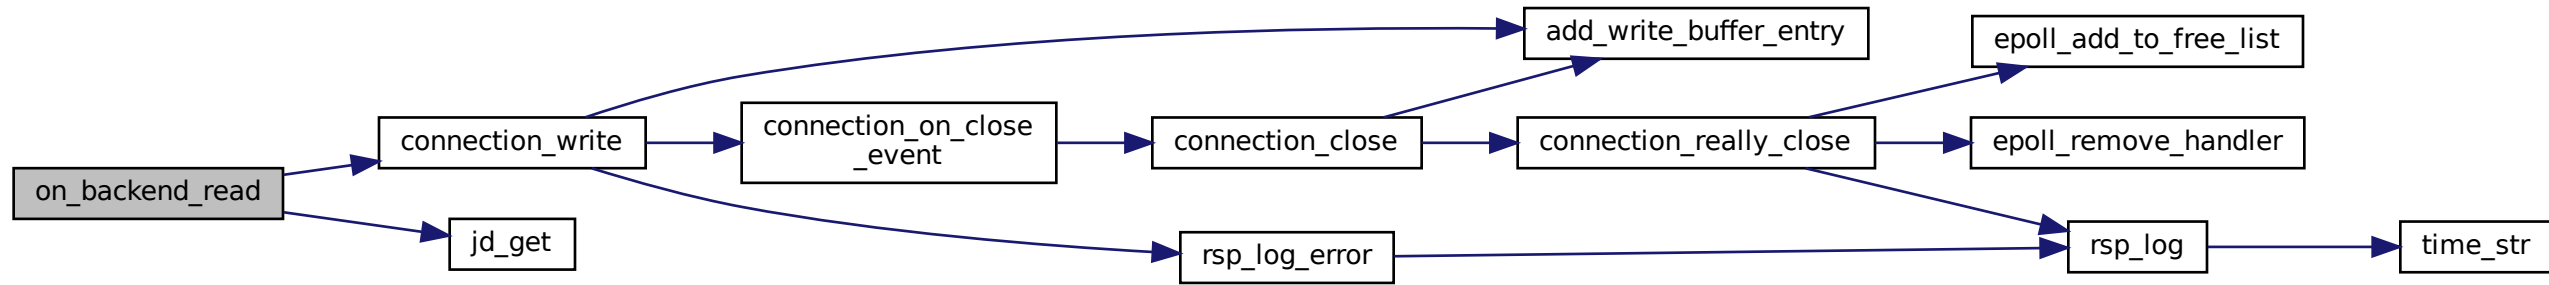 on_backend_read
connection_write
jd_get
connection_on_close
_event
connection_close
rsp_log_error
add_write_buffer_entry
connection_really_close
epoll_add_to_free_list
epoll_remove_handler
rsp_log
time_str